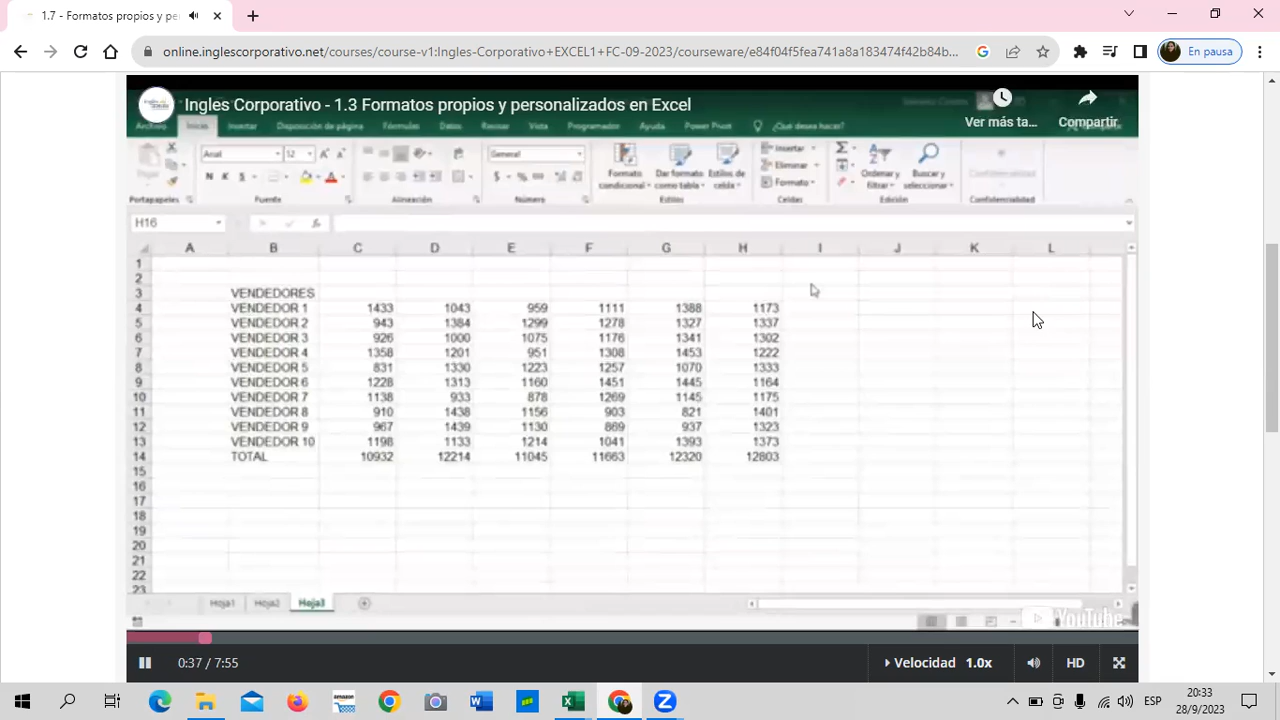 1.7 - Formatos propios y pe
online.inglescorporativo.net/courses/course-v1:Ingles-Corporativo+EXCEL1+FC-09-2023/courseware/e84f04f5fea741a8a183474f42b84b...
En pausa
Ingles Corporativo - 1.3 Formatos propios y personalizados en Excel
Ver más ta...
Compartir
Archivo Inicio Insertar Disposición de página Fórmulas Datos Revisar Vista Programador Ayuda Power Pivot ¿Qué desea hacer?
Arial 12 General
Insertar
Eliminar
Formato
Formato condicional
Dar formato como tabla
Estilos de celda
Ordenar y filtrar
Buscar y seleccionar
Confidencialidad
Portapapeles Fuente Alineación Número Estilos Celdas Edición Confidencialidad
H16
A B C D E F G H I J K L
1
2
3 VENDEDORES
4 VENDEDOR 1 1433 1043 959 1111 1388 1173
5 VENDEDOR 2 943 1384 1299 1278 1327 1337
6 VENDEDOR 3 926 1000 1075 1176 1341 1302
7 VENDEDOR 4 1358 1201 951 1308 1453 1222
8 VENDEDOR 5 831 1330 1223 1257 1070 1333
9 VENDEDOR 6 1228 1313 1160 1451 1445 1164
10 VENDEDOR 7 1138 933 878 1269 1145 1175
11 VENDEDOR 8 910 1438 1156 903 821 1401
12 VENDEDOR 9 967 1439 1130 869 937 1323
13 VENDEDOR 10 1198 1133 1214 1041 1393 1373
14 TOTAL 10932 12214 11045 11663 12320 12803
15
16
17
18
19
20
21
22
23
Hoja1 Hoja2 Hoja3
YouTube
0:37 / 7:55
Velocidad 1.0x
HD
ESP
20:33
28/9/2023